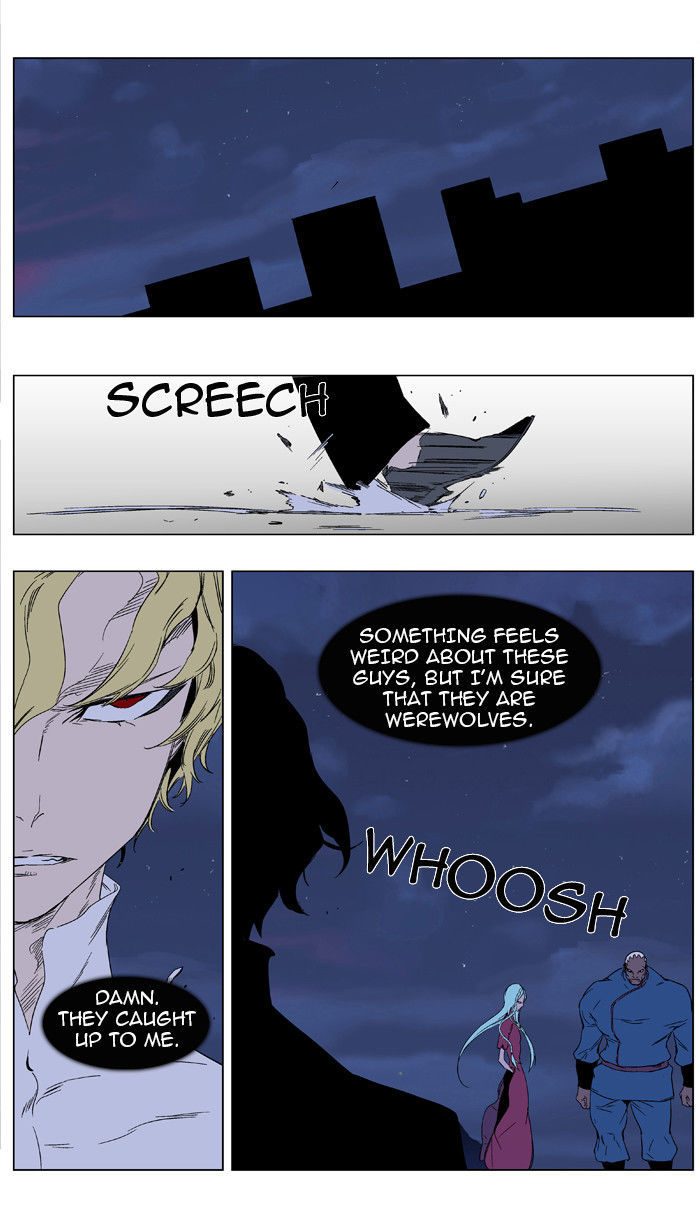 SCREECH
SOMETHING FEELS
WEIRD ABOUT THESE
GUYS, BUT I'M SURE
THAT THEY ARE
WEREWOLVES.
WHOOSH
DAMN.
THEY CAUGHT
UP TO ME.